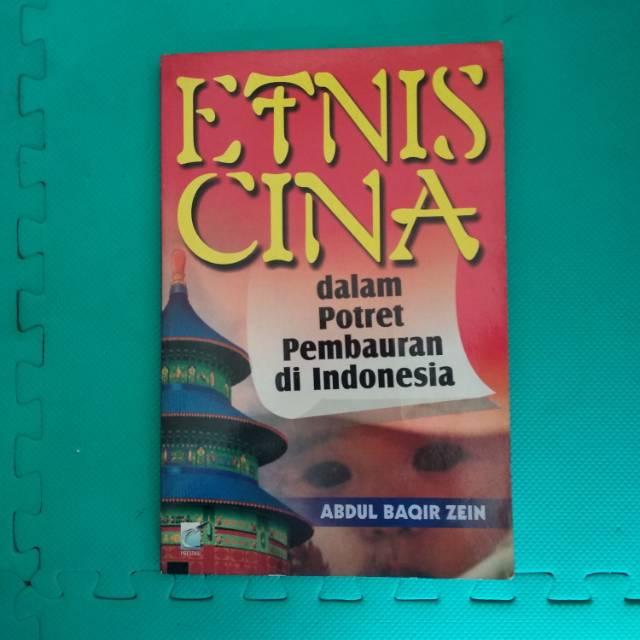 ETNIS
CINA
dalam
Potret
Pembauran
di Indonesia
ABDUL BAQIR ZEIN